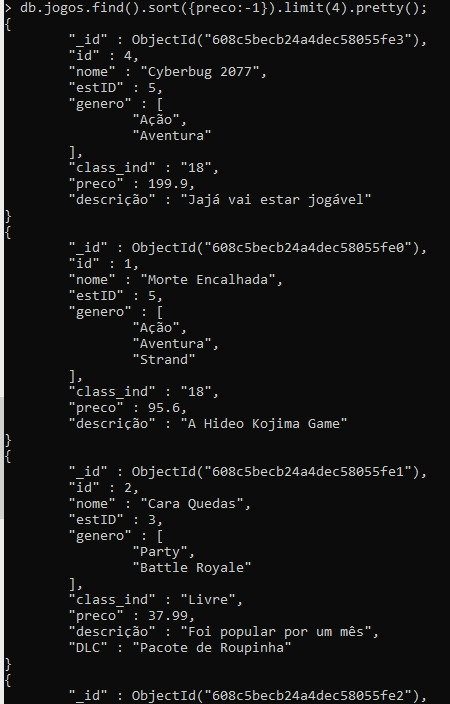 > db.jogos.find().sort({preco:-1}).limit(4).pretty();
{
"_id" : ObjectId("608c5becb24a4dec58055fe3"),
"id" : 4,
"nome" : "Cyberbug 2077",
"estID" : 5,
"genero" : [
"Ação",
"Aventura"
],
"class_ind" : "18",
"preco" : 199.9,
"descrição" : "Jajá vai estar jogável"
}
{
"_id" : ObjectId("608c5becb24a4dec58055fe0"),
"id" : 1,
"nome" : "Morte Encalhada",
"estID" : 5,
"genero" : [
"Ação",
"Aventura",
"Strand"
],
"class_ind" : "18",
"preco" : 95.6,
"descrição" : "A Hideo Kojima Game"
}
{
"_id" : ObjectId("608c5becb24a4dec58055fe1"),
"id" : 2,
"nome" : "Cara Quedas",
"estID" : 3,
"genero" : [
"Party",
"Battle Royale"
],
"class_ind" : "Livre",
"preco" : 37.99,
"descrição" : "Foi popular por um mês",
"DLC" : "Pacote de Roupinha"
}
{
"_id" : ObjectId("608c5becb24a4dec58055fe2"),